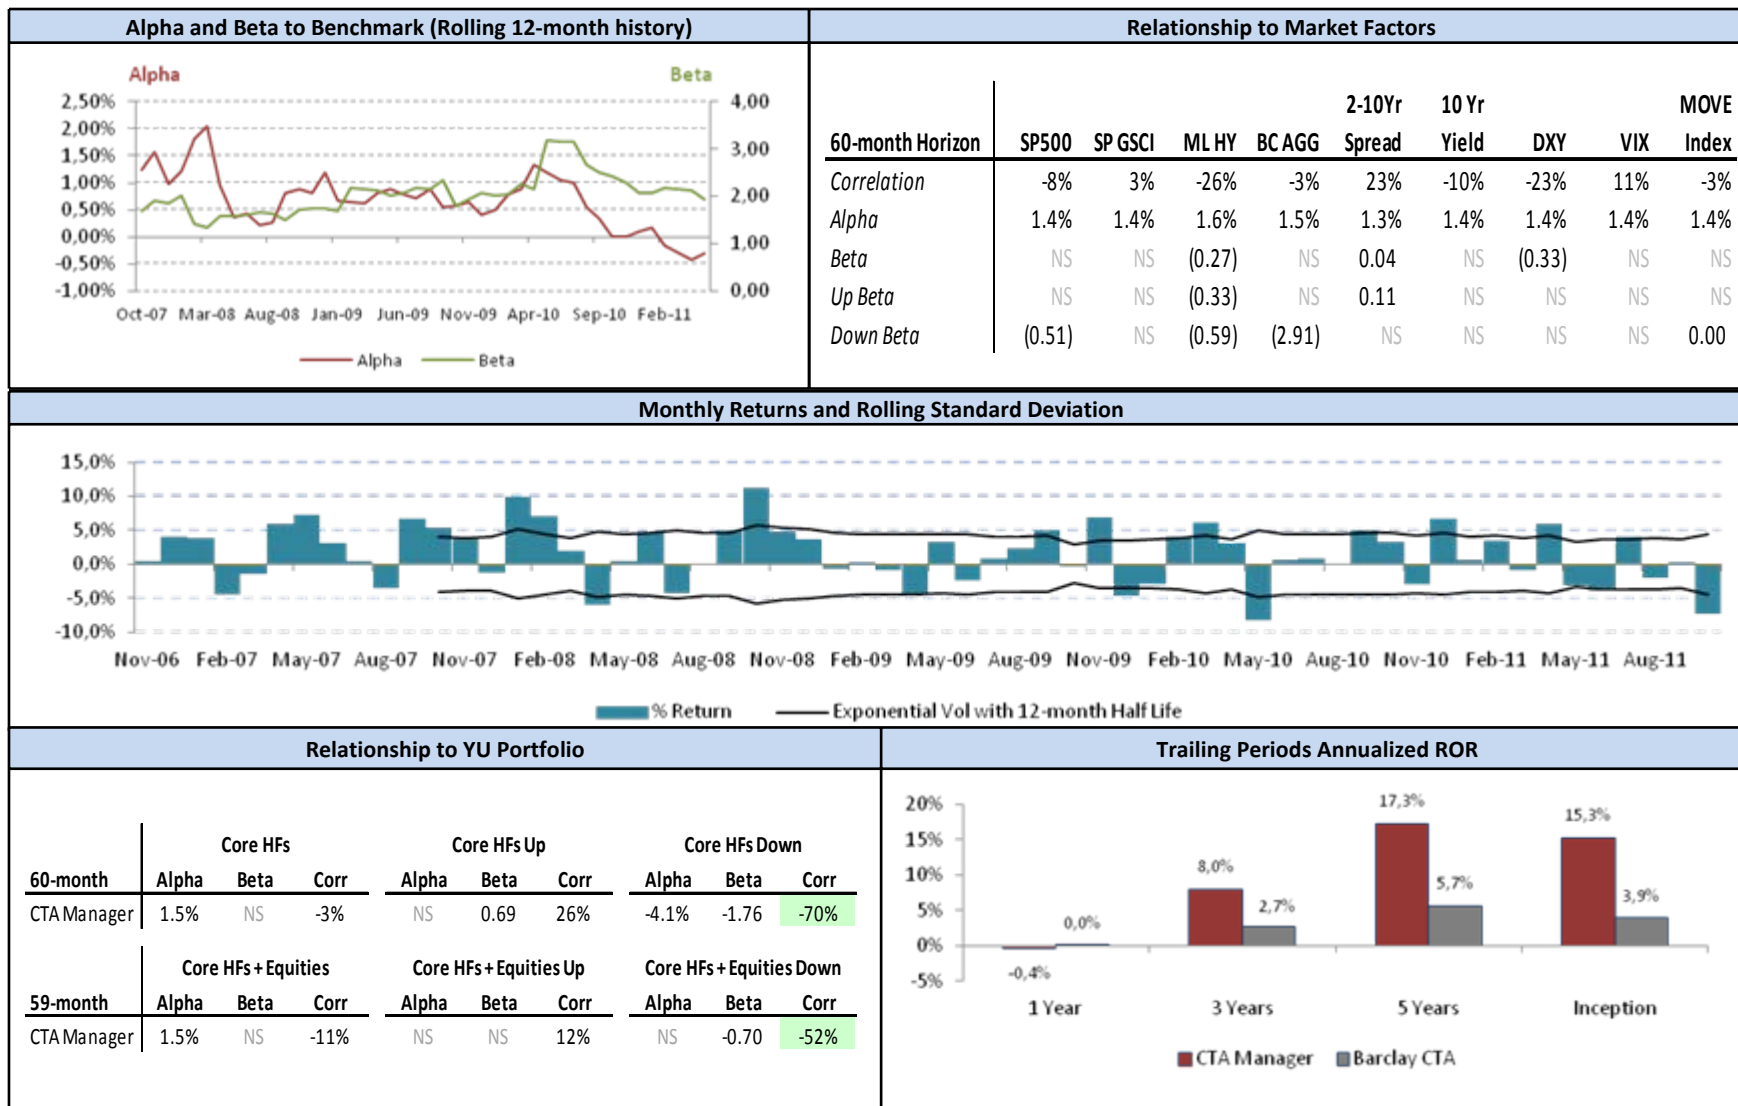 Alpha and Beta to Benchmark (Rolling 12-month history)
Alpha Beta
2,50% 4,00
2,00%
1,50% 3,00
1,00%
0,50% 2,00
0,00%
-0,50% 1,00
-1,00% 0,00
Oct-07 Mar-08 Aug-08 Jan-09 Jun-09 Nov-09 Apr-10 Sep-10 Feb-11
Alpha Beta
Relationship to Market Factors
2-10Yr 10 Yr MOVE
60-month Horizon SP500 SP GSCI ML HY BC AGG Spread Yield DXY VIX Index
Correlation -8% 3% -26% -3% 23% -10% -23% 11% -3%
Alpha 1.4% 1.4% 1.6% 1.5% 1.3% 1.4% 1.4% 1.4% 1.4%
Beta NS NS (0.27) NS 0.04 NS (0.33) NS NS
Up Beta NS NS (0.33) NS 0.11 NS NS NS NS
Down Beta (0.51) NS (0.59) (2.91) NS NS NS NS 0.00
Monthly Returns and Rolling Standard Deviation
15,0%
10,0%
5,0%
0,0%
-5,0%
-10,0%
Nov-06 Feb-07 May-07 Aug-07 Nov-07 Feb-08 May-08 Aug-08 Nov-08 Feb-09 May-09 Aug-09 Nov-09 Feb-10 May-10 Aug-10 Nov-10 Feb-11 May-11 Aug-11
% Return Exponential Vol with 12-month Half Life
Relationship to YU Portfolio
Core HFs Core HFs Up Core HFs Down
60-month Alpha Beta Corr Alpha Beta Corr Alpha Beta Corr
CTA Manager 1.5% NS -3% NS 0.69 26% -4.1% -1.76 -70%
Core HFs + Equities Core HFs + Equities Up Core HFs + Equities Down
59-month Alpha Beta Corr Alpha Beta Corr Alpha Beta Corr
CTA Manager 1.5% NS -11% NS NS 12% NS -0.70 -52%
Trailing Periods Annualized ROR
20%
15%
10%
5%
0%
-5%
-0,4% 0,0% 8,0% 2,7% 17,3% 5,7% 15,3% 3,9%
1 Year 3 Years 5 Years Inception
CTA Manager Barclay CTA